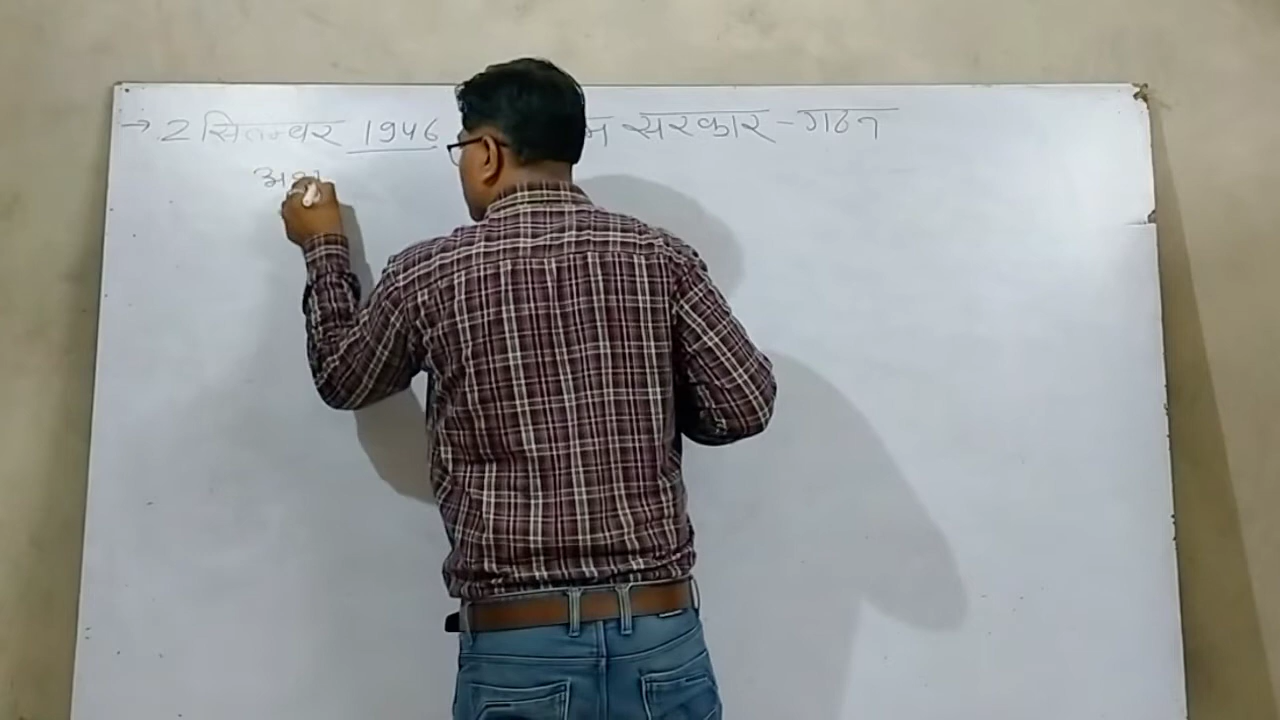 → 2 सितम्बर 1946 म सरकार - गठन